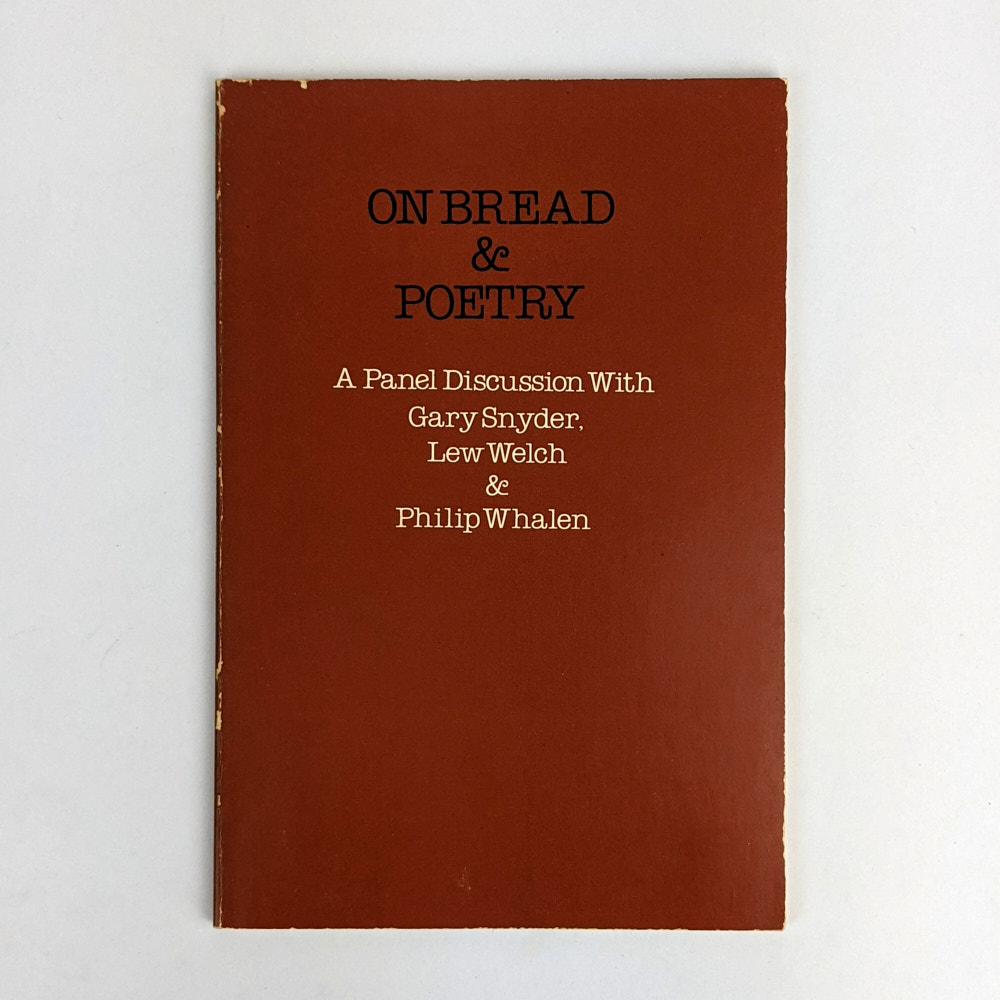 ON BREAD
&
POETRY
A Panel Discussion With
Gary Snyder,
Lew Welch
&
Philip Whalen